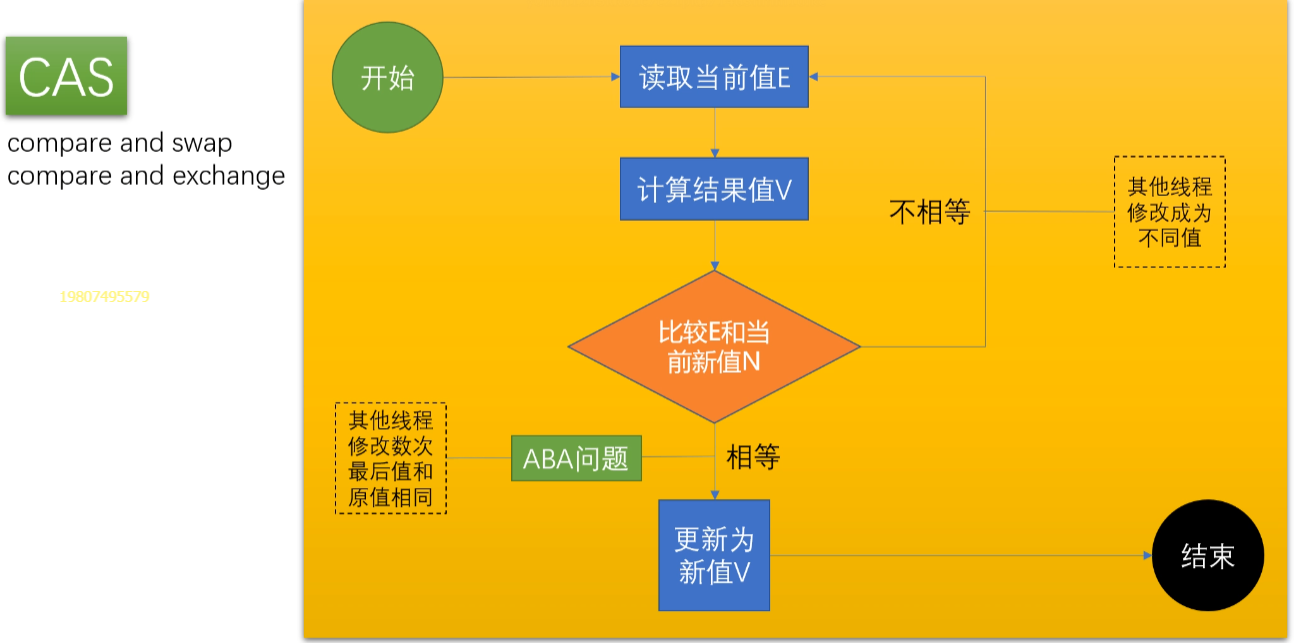 CAS
compare and swap
compare and exchange
19807495579
开始
读取当前值E
计算结果值V
不相等
其他线程
修改成为
不同值
比较E和当
前新值N
其他线程
修改数次
最后值和
原值相同
ABA问题
相等
更新为
新值V
结束